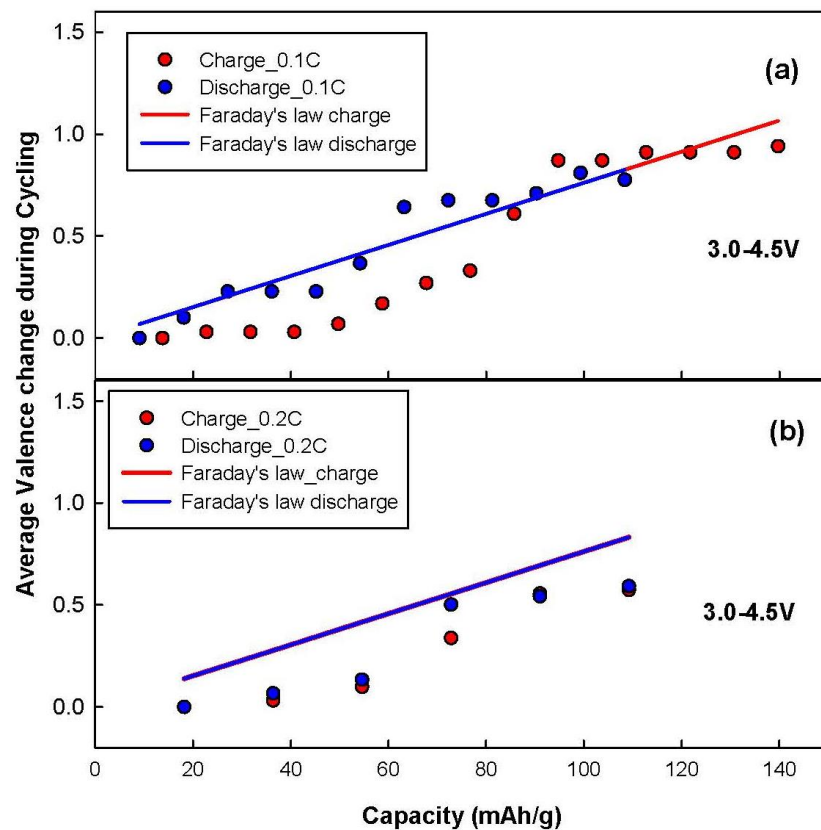 Average Valence change during Cycling
1.5
1.0
0.5
0.0
Charge_0.1C
Discharge_0.1C
Faraday's law charge
Faraday's law discharge
(a)
3.0-4.5V
1.5
1.0
0.5
0.0
Charge_0.2C
Discharge_0.2C
Faraday's law_charge
Faraday's law discharge
(b)
3.0-4.5V
0 20 40 60 80 100 120 140
Capacity (mAh/g)